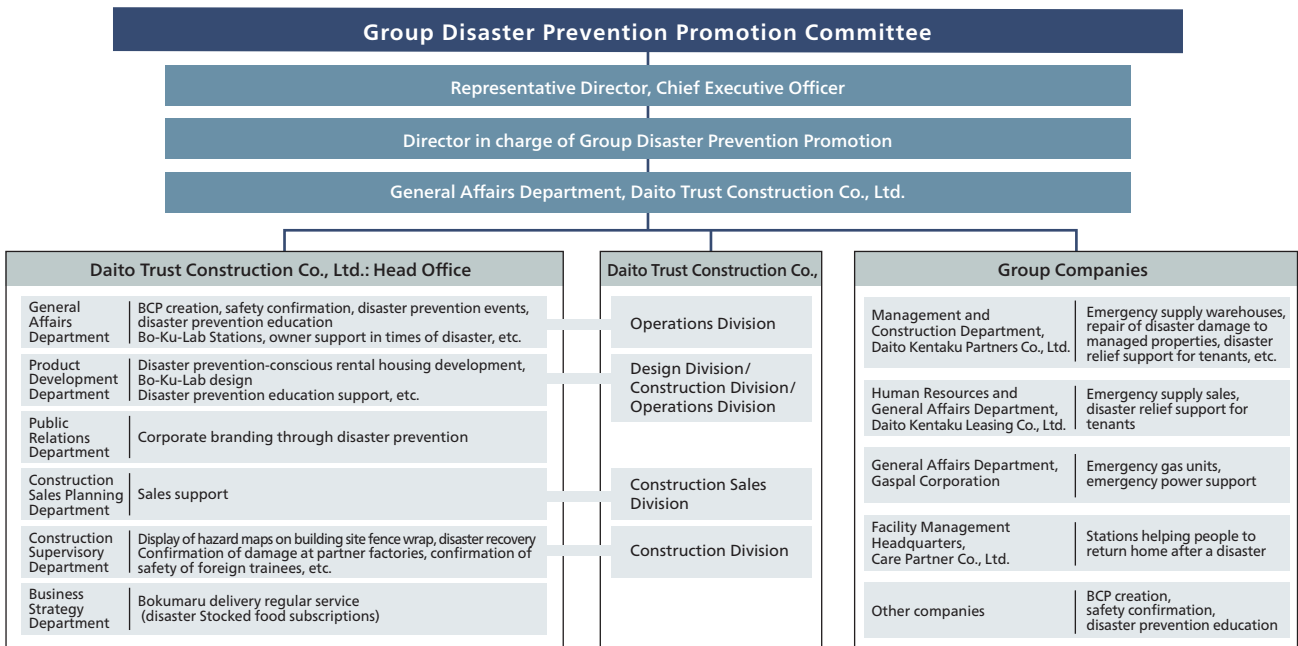 Group Disaster Prevention Promotion Committee
Representative Director, Chief Executive Officer
Director in charge of Group Disaster Prevention Promotion
General Affairs Department, Daito Trust Construction Co., Ltd.
Daito Trust Construction Co., Ltd.: Head Office
General
Affairs
Department
BCP creation, safety confirmation, disaster prevention events,
disaster prevention education
Bo-Ku-Lab Stations, owner support in times of disaster, etc.
Product
Development
Department
Disaster prevention-conscious rental housing development,
Bo-Ku-Lab design
Disaster prevention education support, etc.
Public
Relations
Department
Corporate branding through disaster prevention
Construction
Sales Planning
Department
Sales support
Construction
Supervisory
Department
Display of hazard maps on building site fence wrap, disaster recovery
Confirmation of damage at partner factories, confirmation of
safety of foreign trainees, etc.
Business
Strategy
Department
Bokumaru delivery regular service
(disaster Stocked food subscriptions)
Daito Trust Construction Co.,
Operations Division
Design Division/
Construction Division/
Operations Division
Construction Sales
Division
Construction Division
Group Companies
Management and
Construction Department,
Daito Kentaku Partners Co., Ltd.
Emergency supply warehouses,
repair of disaster damage to
managed properties, disaster
relief support for tenants, etc.
Human Resources and
General Affairs Department,
Daito Kentaku Leasing Co., Ltd.
Emergency supply sales,
disaster relief support for
tenants
General Affairs Department,
Gaspal Corporation
Emergency gas units,
emergency power support
Facility Management
Headquarters,
Care Partner Co., Ltd.
Stations helping people to
return home after a disaster
Other companies
BCP creation,
safety confirmation,
disaster prevention education